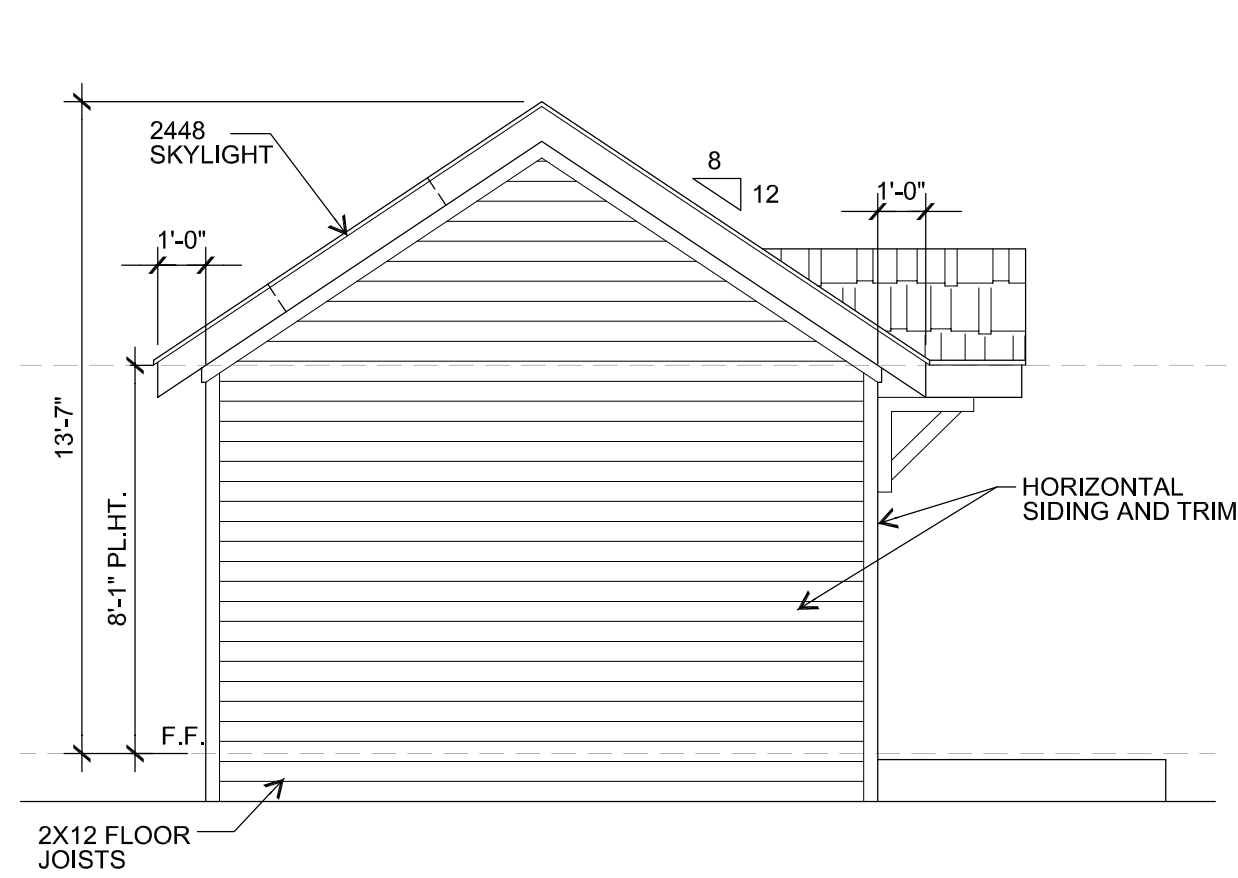 2448
SKYLIGHT
8
12
1'-0"
1'-0"
13'-7"
8'-1" PL.HT.
HORIZONTAL
SIDING AND TRIM
F.F.
2X12 FLOOR
JOISTS